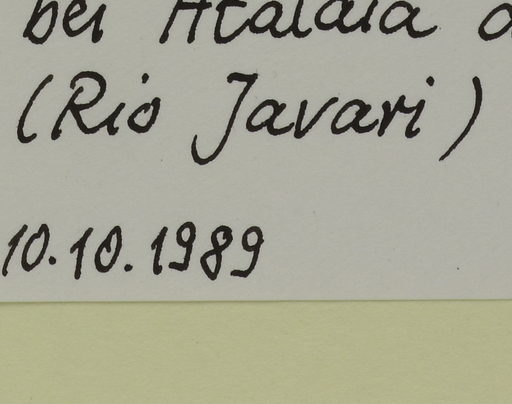 bei Atalaia
(Rio Javari)
10.10.1989